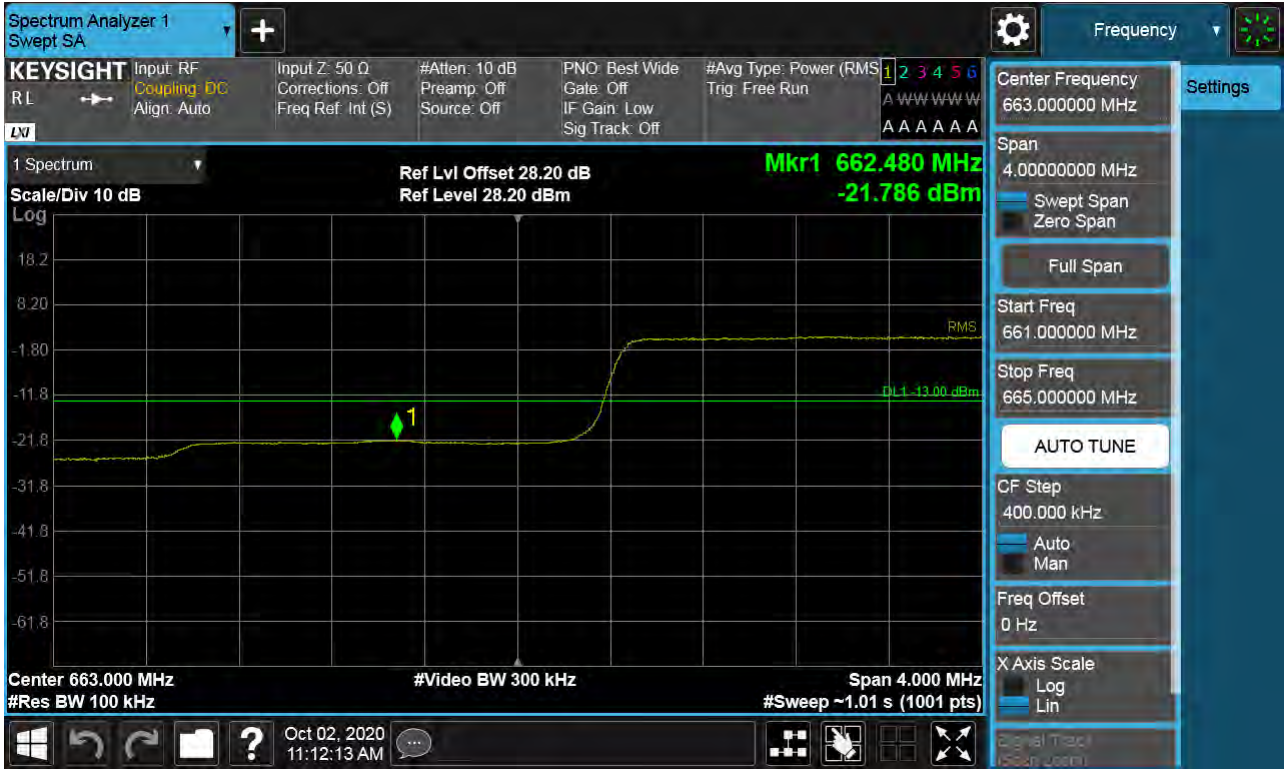 Spectrum Analyzer 1
Swept SA
Frequency
KEYSIGHT
R L
LXI
Input: RF
Coupling: DC
Align: Auto
Input Z: 50 Ω
Corrections: Off
Freq Ref: Int (S)
#Atten: 10 dB
Preamp: Off
Source: Off
PNO: Best Wide
Gate: Off
IF Gain: Low
Sig Track: Off
#Avg Type: Power (RMS
Trig: Free Run
1 2 3 4 5 6
A W W W W W
A A A A A A
1 Spectrum
Scale/Div 10 dB
Log
Ref Lvl Offset 28.20 dB
Ref Level 28.20 dBm
Mkr1 662.480 MHz
-21.786 dBm
18.2
8.20
-1.80
-11.8
-21.8
-31.8
-41.8
-51.8
-61.8
RMS
DL1 -13.00 dBm
1
Center 663.000 MHz
#Res BW 100 kHz
#Video BW 300 kHz
Span 4.000 MHz
#Sweep ~1.01 s (1001 pts)
Oct 02, 2020
11:12:13 AM
Center Frequency
663.000000 MHz
Settings
Span
4.00000000 MHz
Swept Span
Zero Span
Full Span
Start Freq
661.000000 MHz
Stop Freq
665.000000 MHz
AUTO TUNE
CF Step
400.000 kHz
Auto
Man
Freq Offset
0 Hz
X Axis Scale
Log
Lin
Signal Track
(Span Zoom)